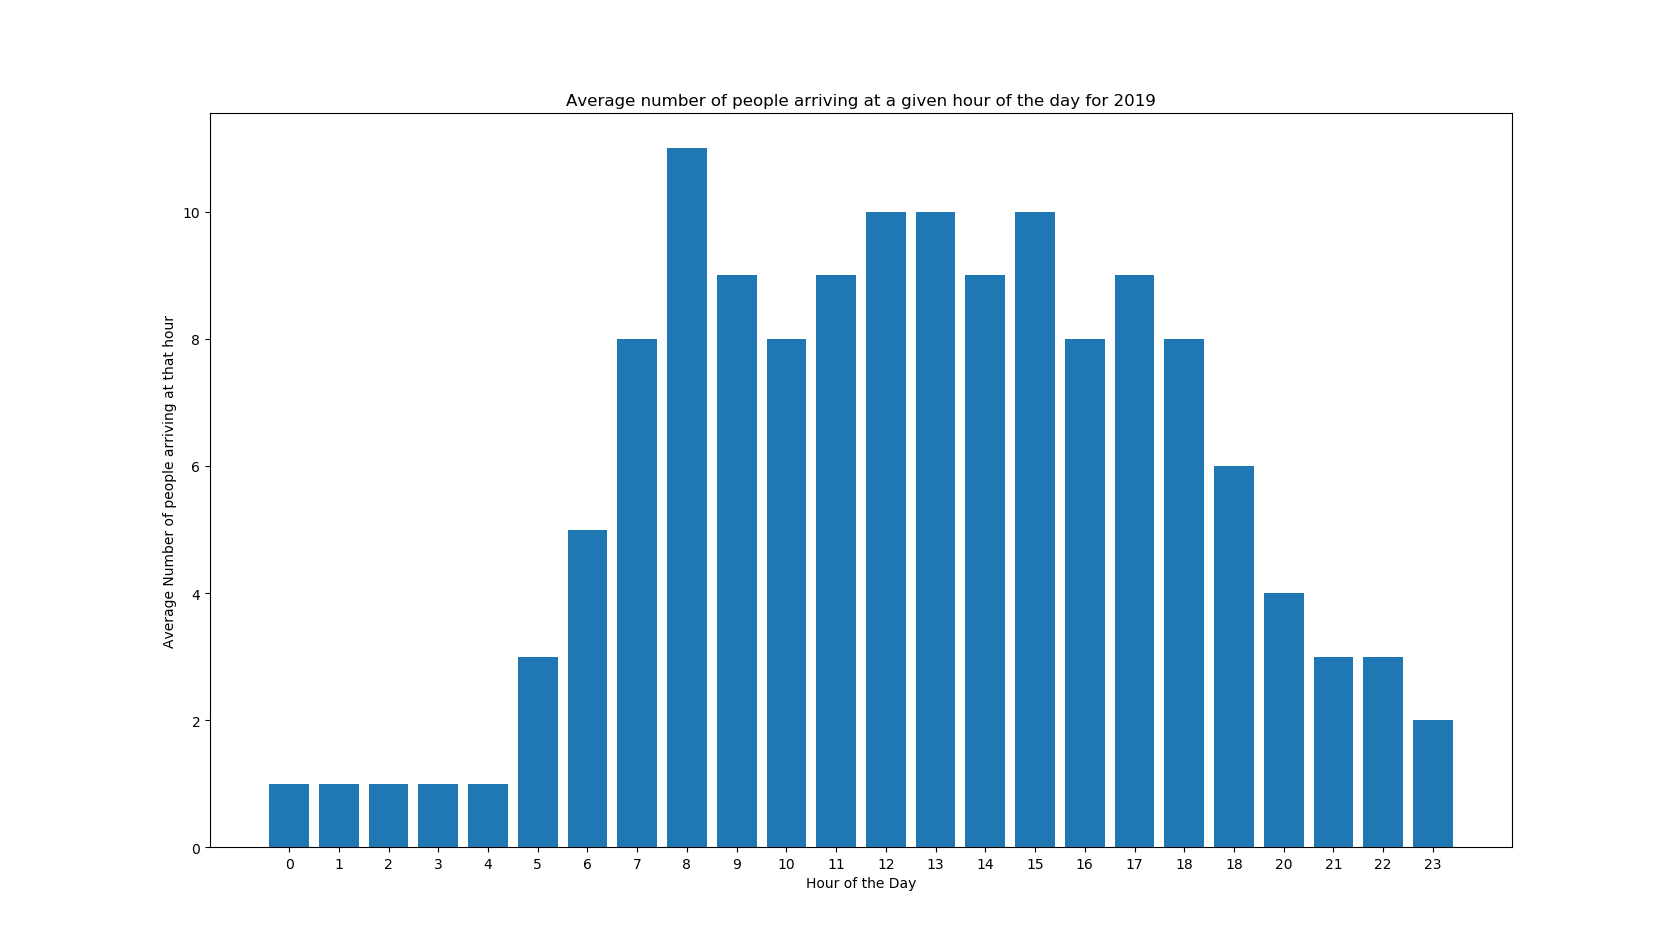 Average number of people arriving at a given hour of the day for 2019
Average Number of people arriving at that hour
10
8
6
4
2
0
0 1 2 3 4 5 6 7 8 9 10 11 12 13 14 15 16 17 18 18 20 21 22 23
Hour of the Day